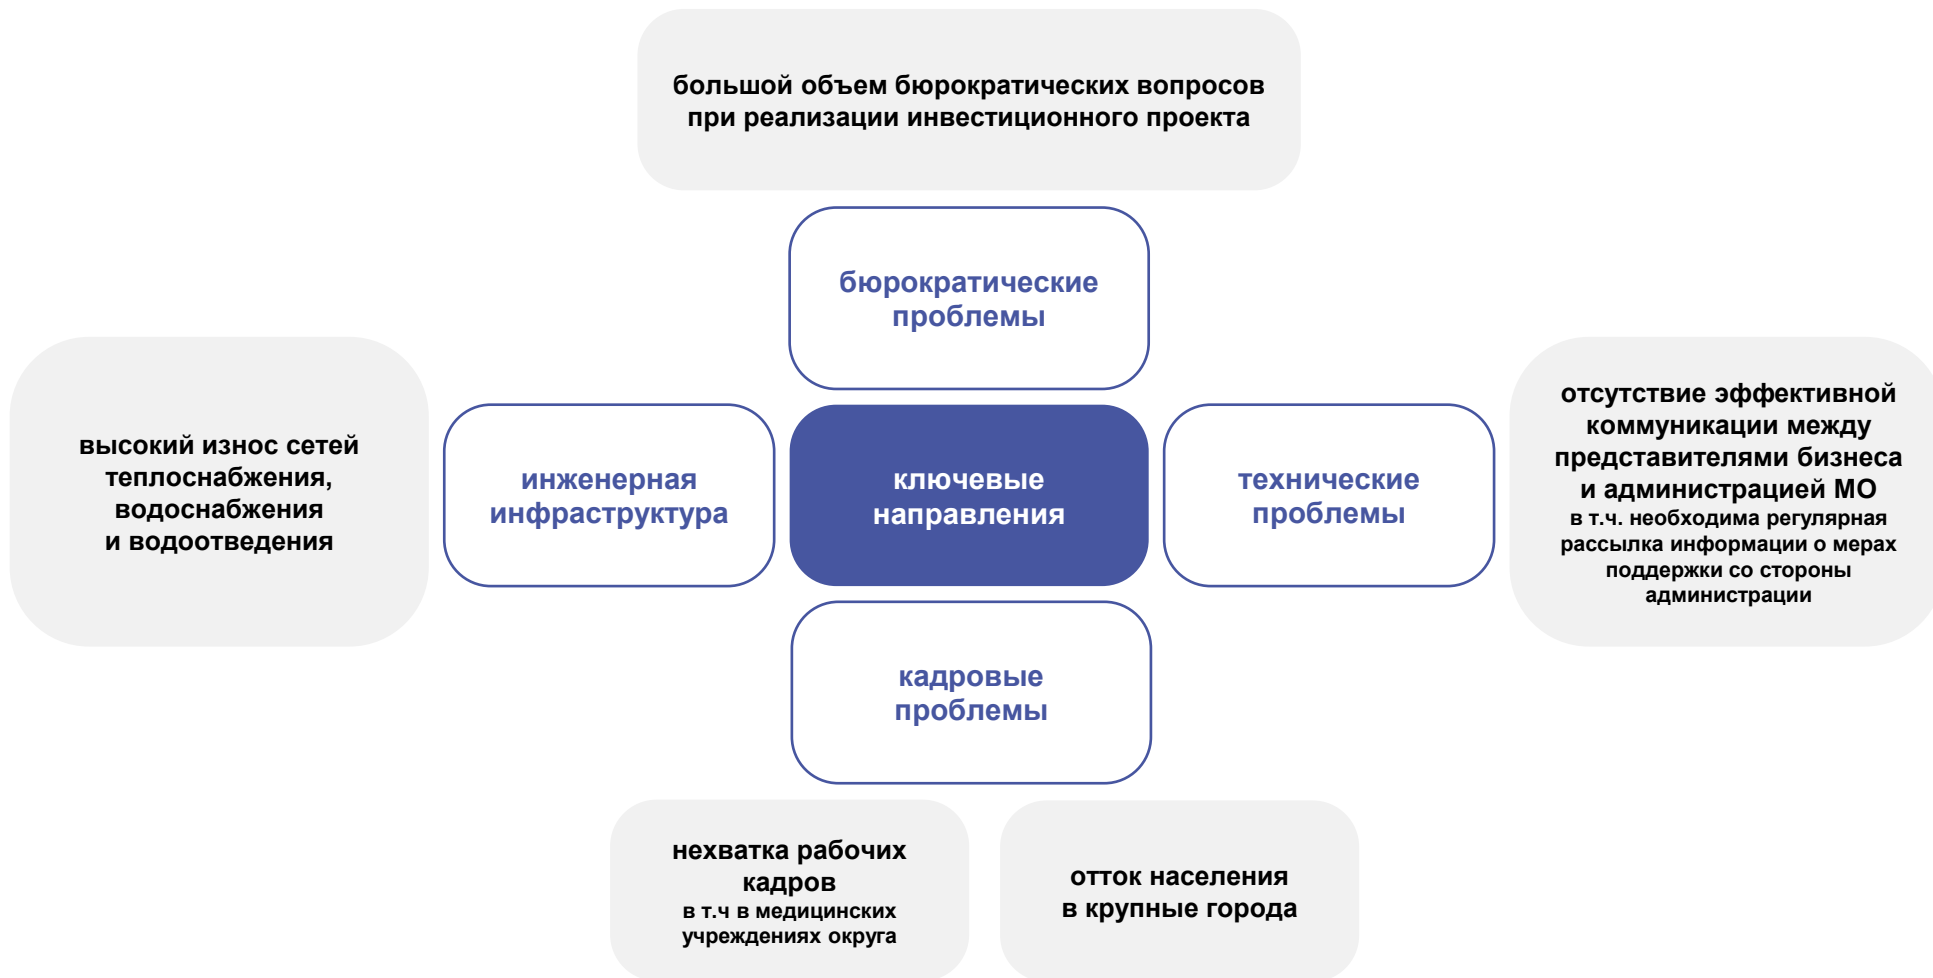 большой объем бюрократических вопросов
при реализации инвестиционного проекта
бюрократические
проблемы
высокий износ сетей
теплоснабжения,
водоснабжения
и водоотведения
инженерная
инфраструктура
ключевые
направления
технические
проблемы
отсутствие эффективной
коммуникации между
представителями бизнеса
и администрацией МО
в т.ч. необходима регулярная
рассылка информации о мерах
поддержки со стороны
администрации
кадровые
проблемы
нехватка рабочих
кадров
в т.ч в медицинских
учреждениях округа
отток населения
в крупные города